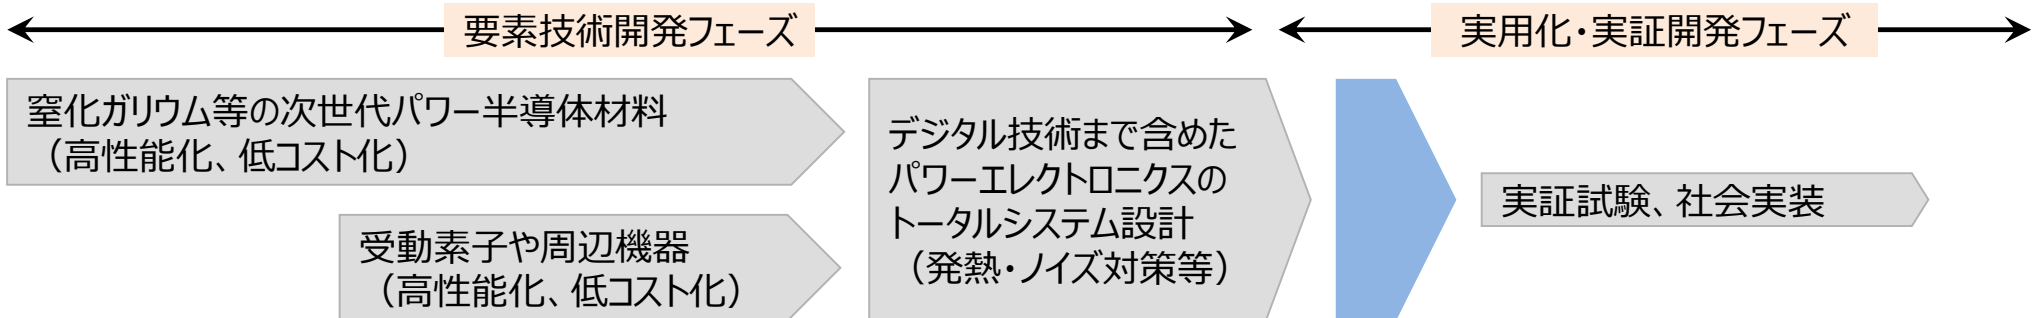 要素技術開発フェーズ
実用化・実証開発フェーズ
窒化ガリウム等の次世代パワー半導体材料
（高性能化、低コスト化）
受動素子や周辺機器
（高性能化、低コスト化）
デジタル技術まで含めた
パワーエレクトロニクスの
トータルシステム設計
（発熱・ノイズ対策等）
実証試験、社会実装